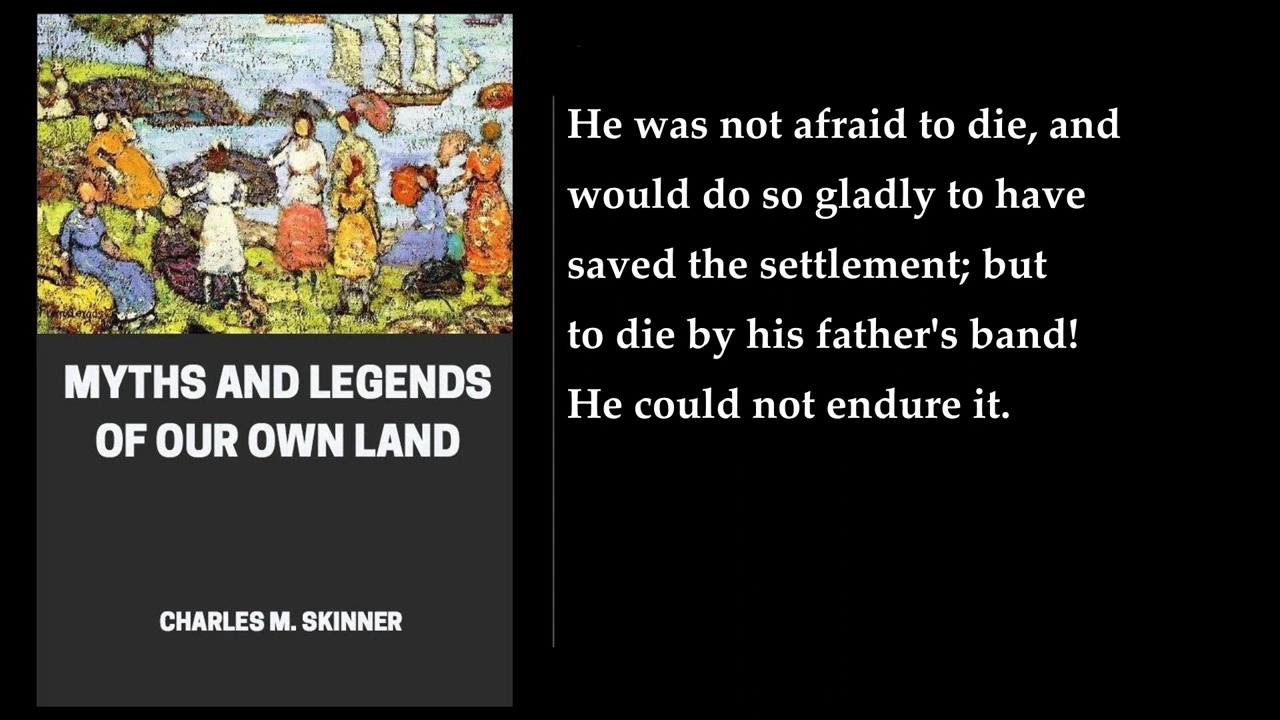 MYTHS AND LEGENDS
OF OUR OWN LAND
CHARLES M. SKINNER
He was not afraid to die, and
would do so gladly to have
saved the settlement; but
to die by his father's band!
He could not endure it.